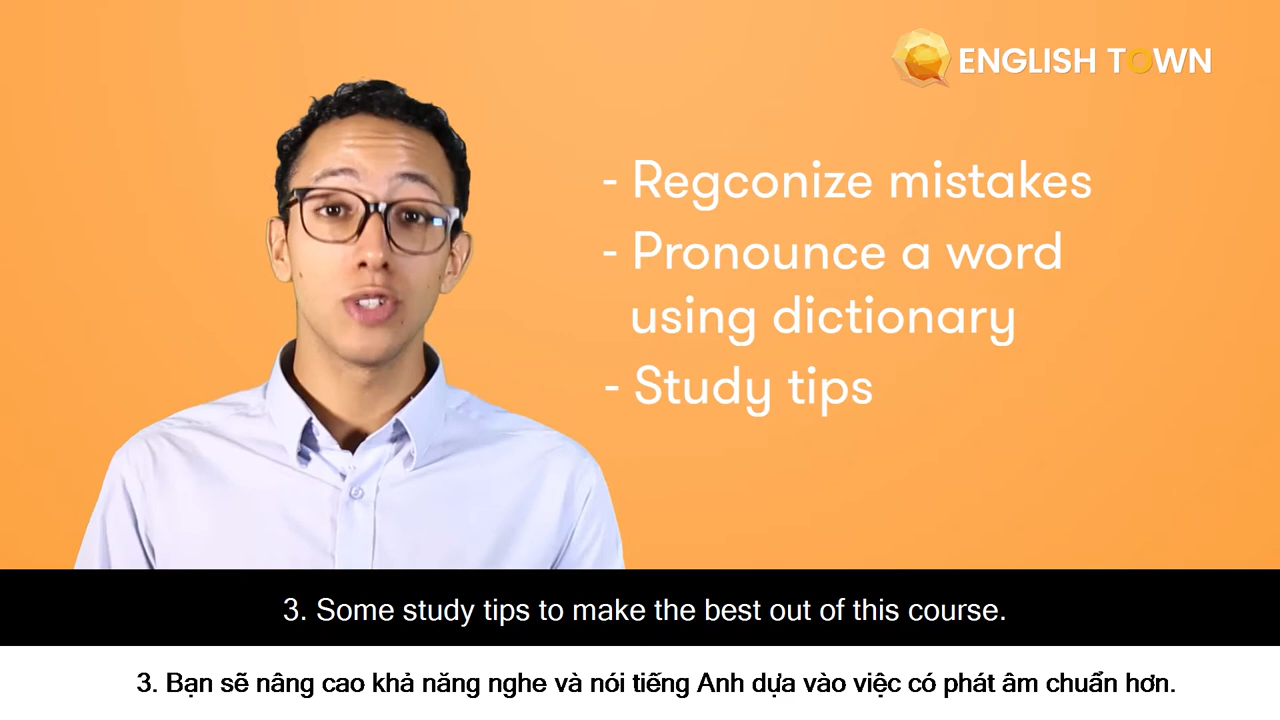 ENGLISH TOWN
- Regconize mistakes
- Pronounce a word
using dictionary
- Study tips
3. Some study tips to make the best out of this course.
3. Bạn sẽ nâng cao khả năng nghe và nói tiếng Anh dựa vào việc có phát âm chuẩn hơn.